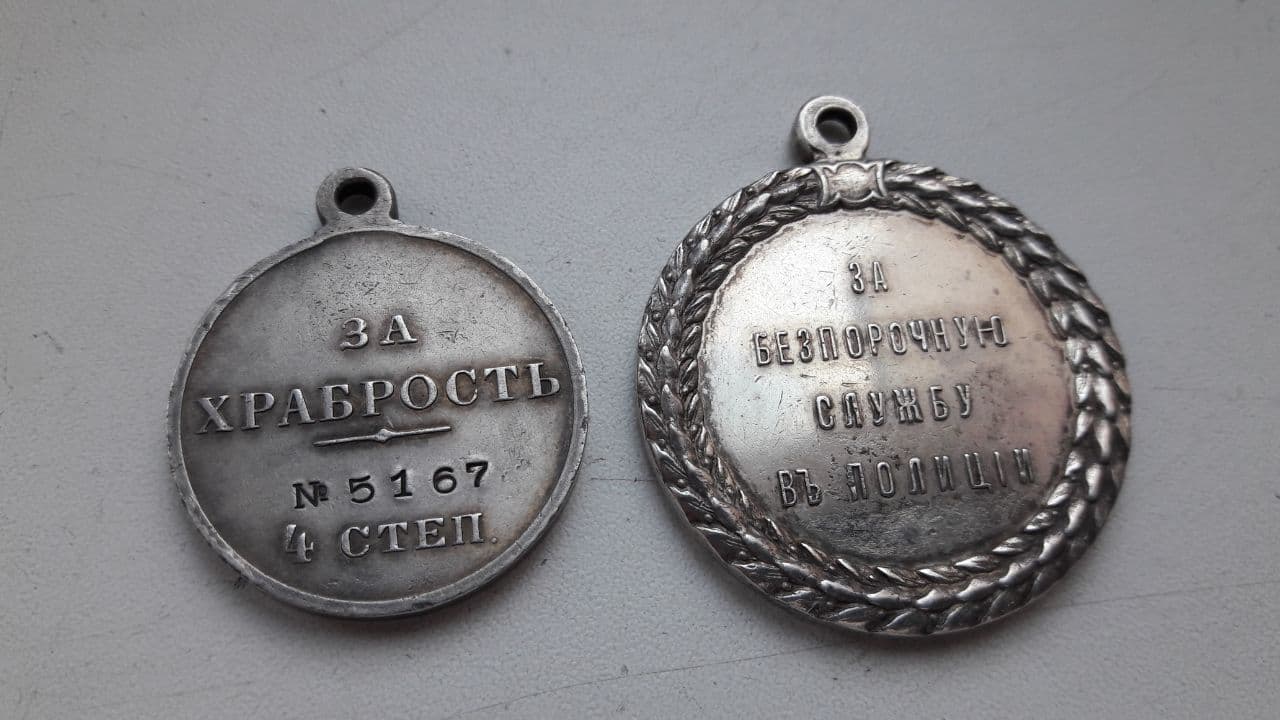 ЗА
ХРАБРОСТЬ
№ 5167
4 СТЕП.
ЗА
БЕЗПОРОЧНУЮ
СЛУЖБУ
ВЪ ПОЛИЦІИ